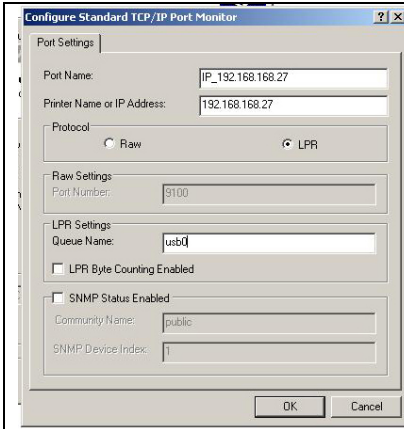 Configure Standard TCP/IP Port Monitor
Port Settings
Port Name: IP_192.168.168.27
Printer Name or IP Address: 192.168.168.27
Protocol
Raw LPR
Raw Settings
Port Number: 9100
LPR Settings
Queue Name: usb0
LPR Byte Counting Enabled
SNMP Status Enabled
Community Name: public
SNMP Device Index: 1
OK Cancel